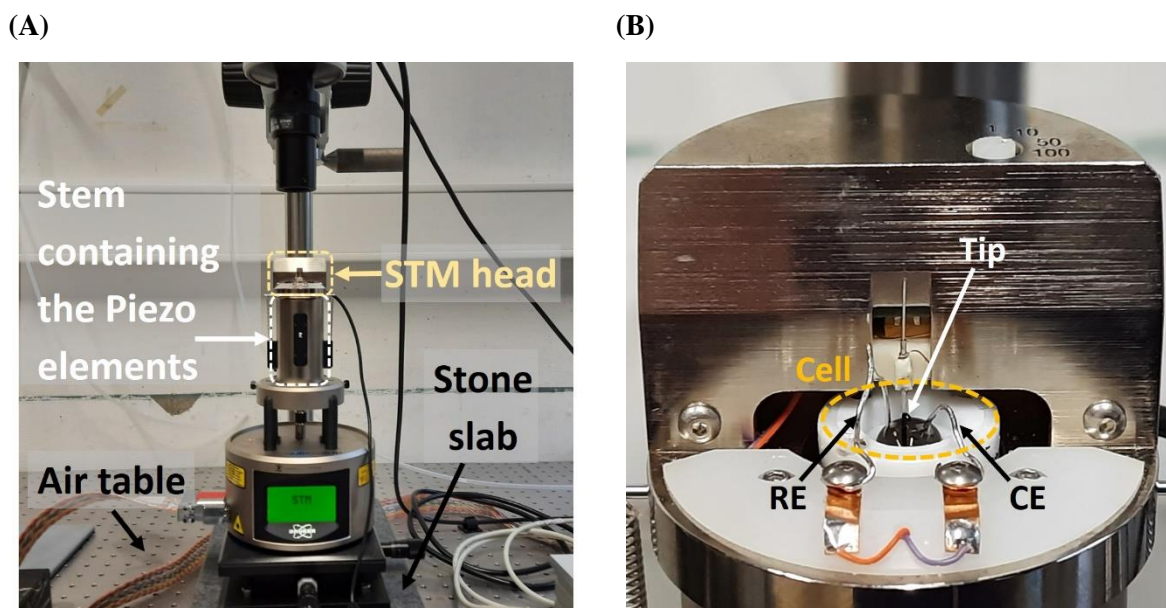 (A)
(B)
Stem
containing
the Piezo
elements
STM head
Stone
slab
Air table
STM
1 10
50
100
Tip
Cell
RE
CE